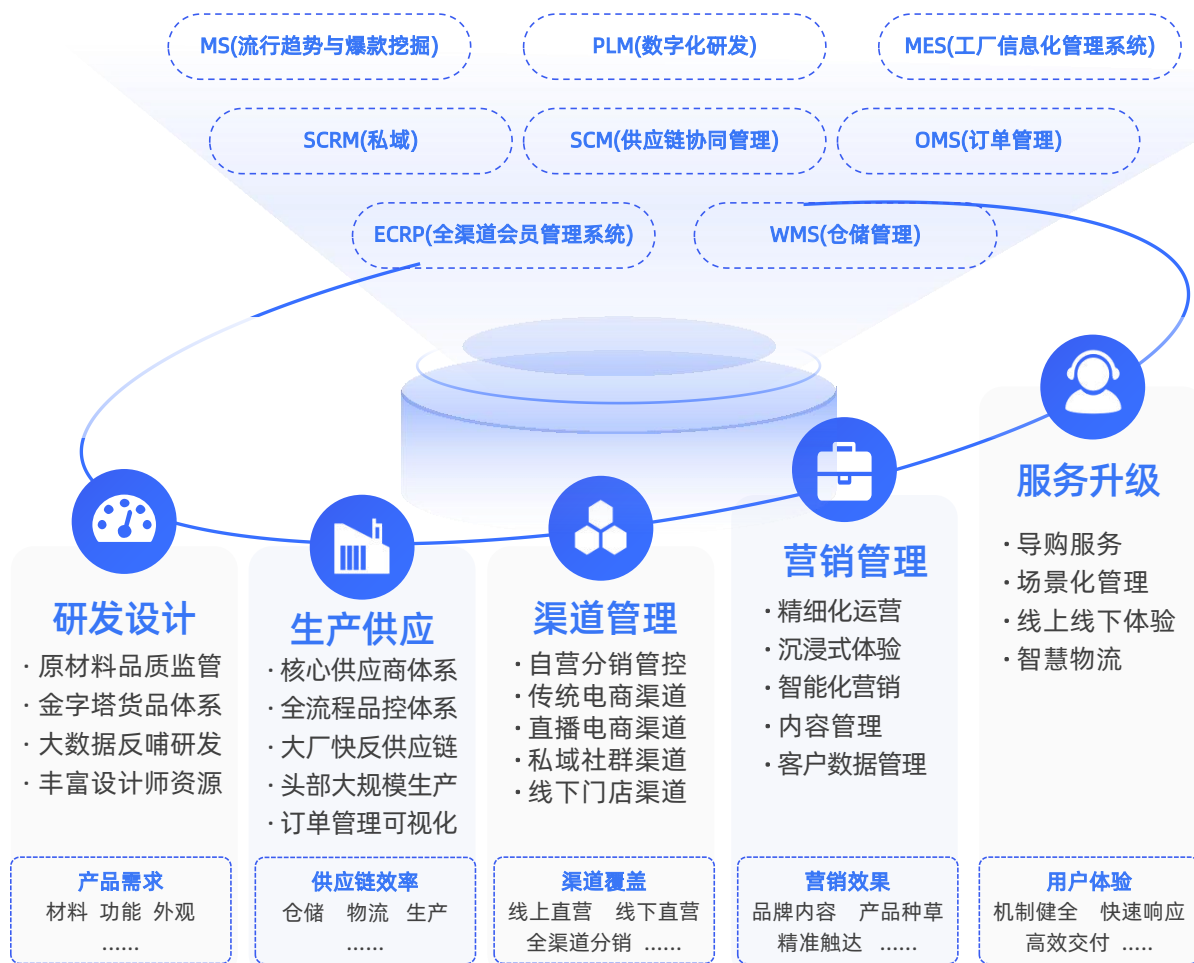 MS(流行趋势与爆款挖掘)
PLM(数字化研发)
MES(工厂信息化管理系统)
SCRM(私域)
SCM(供应链协同管理)
OMS(订单管理)
ECRP(全渠道会员管理系统)
WMS(仓储管理)
研发设计
· 原材料品质监管
· 金字塔货品体系
· 大数据反哺研发
· 丰富设计师资源
产品需求
材料 功能 外观
......
生产供应
· 核心供应商体系
· 全流程品控体系
· 大厂快反供应链
· 头部大规模生产
· 订单管理可视化
供应链效率
仓储 物流 生产
......
渠道管理
· 自营分销管控
· 传统电商渠道
· 直播电商渠道
· 私域社群渠道
· 线下门店渠道
渠道覆盖
线上直营 线下直营
全渠道分销 ......
营销管理
· 精细化运营
· 沉浸式体验
· 智能化营销
· 内容管理
· 客户数据管理
营销效果
品牌内容 产品种草
精准触达 ......
服务升级
· 导购服务
· 场景化管理
· 线上线下体验
· 智慧物流
用户体验
机制健全 快速响应
高效交付 .....